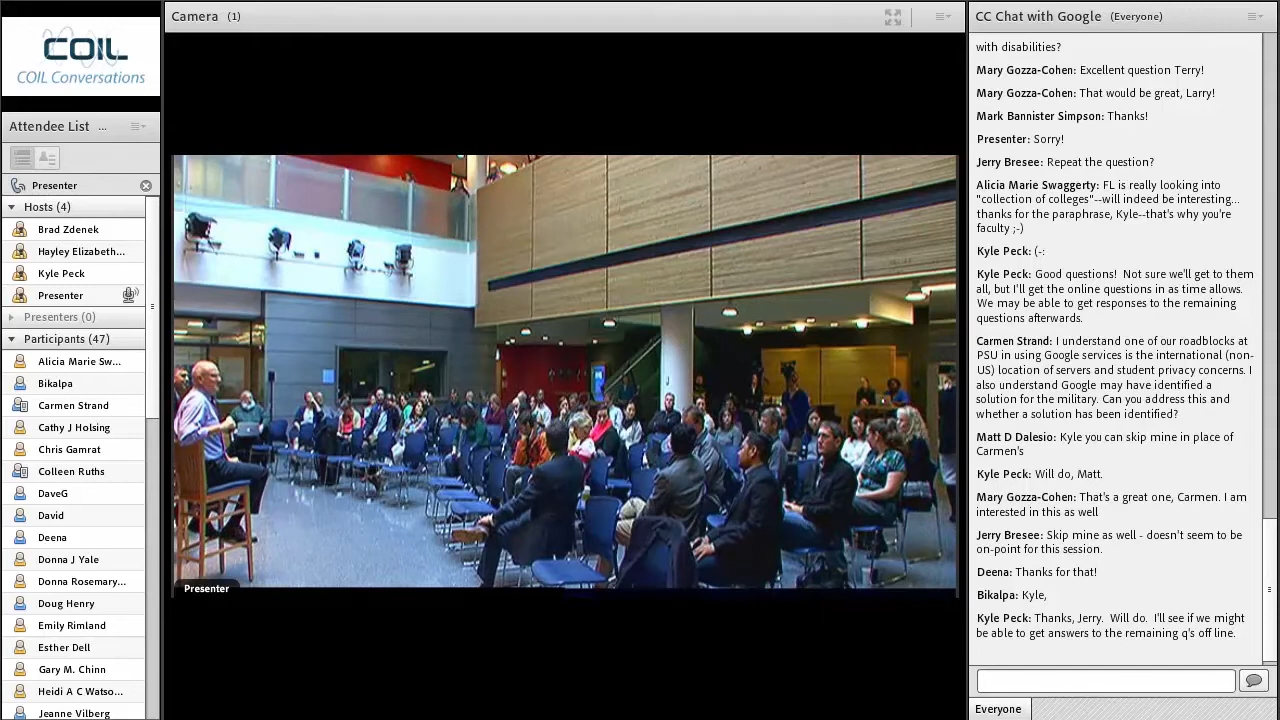 COIL
COIL Conversations
Attendee List ...
Presenter
Hosts (4)
Brad Zdenek
Hayley Elizabeth...
Kyle Peck
Presenter
Presenters (0)
Participants (47)
Alicia Marie Sw...
Bikalpa
Carmen Strand
Cathy J Holsing
Chris Gamrat
Colleen Ruths
DaveG
David
Deena
Donna J Yale
Donna Rosemary...
Doug Henry
Emily Rimland
Esther Dell
Gary M. Chinn
Heidi A C Watso...
Jeanne Vilberg
Camera (1)
Presenter
CC Chat with Google (Everyone)
with disabilities?
Mary Gozza-Cohen: Excellent question Terry!
Mary Gozza-Cohen: That would be great, Larry!
Mark Bannister Simpson: Thanks!
Presenter: Sorry!
Jerry Bresee: Repeat the question?
Alicia Marie Swaggerty: FL is really looking into
"collection of colleges"--will indeed be interesting...
thanks for the paraphrase, Kyle--that's why you're
faculty ;-)
Kyle Peck: (-:
Kyle Peck: Good questions!  Not sure we'll get to them
all, but I'll get the online questions in as time allows.
We may be able to get responses to the remaining
questions afterwards.
Carmen Strand: I understand one of our roadblocks at
PSU in using Google services is the international (non-
US) location of servers and student privacy concerns. I
also understand Google may have identified a
solution for the military. Can you address this and
whether a solution has been identified?
Matt D Dalesio: Kyle you can skip mine in place of
Carmen's
Kyle Peck: Will do, Matt.
Mary Gozza-Cohen: That's a great one, Carmen. I am
interested in this as well
Jerry Bresee: Skip mine as well - doesn't seem to be
on-point for this session.
Deena: Thanks for that!
Bikalpa: Kyle,
Kyle Peck: Thanks, Jerry.  Will do.  I'll see if we might
be able to get answers to the remaining q's off line.
Everyone